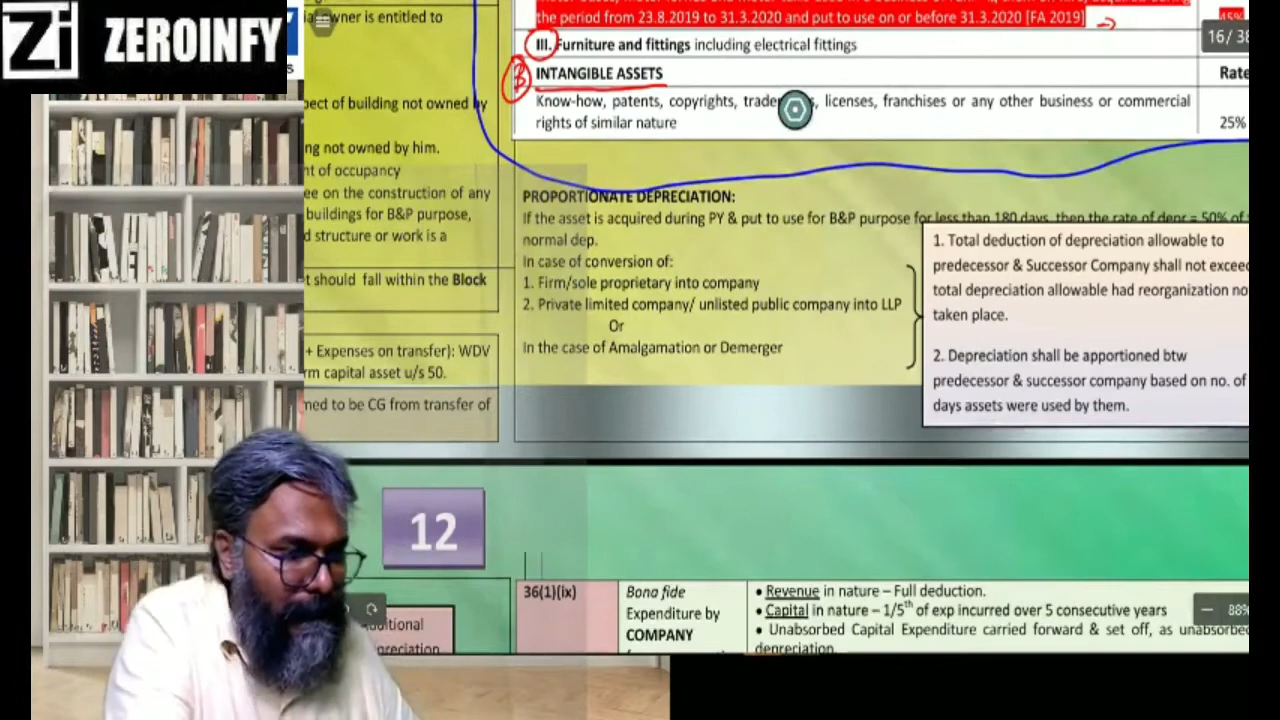 Zi ZEROINFY
owner is entitled to
pect of building not owned by
ng not owned by him.
nt of occupancy
ee on the construction of any
buildings for B&P purpose,
d structure or work is a
t should fall within the Block
+ Expenses on transfer): WDV
rm capital asset u/s 50.
med to be CG from transfer of
the period from 23.8.2019 to 31.3.2020 and put to use on or before 31.3.2020 [FA 2019]
45%
16 / 38
III. Furniture and fittings including electrical fittings
B INTANGIBLE ASSETS
Rate
Know-how, patents, copyrights, licenses, franchises or any other business or commercial
rights of similar nature
25%
PROPORTIONATE DEPRECIATION:
If the asset is acquired during PY & put to use for B&P purpose for less than 180 days, then the rate of depr = 50% of
normal dep.
In case of conversion of:
1. Firm/sole proprietary into company
2. Private limited company/ unlisted public company into LLP
Or
In the case of Amalgamation or Demerger
1. Total deduction of depreciation allowable to
predecessor & Successor Company shall not exceed
total depreciation allowable had reorganization no
taken place.
2. Depreciation shall be apportioned btw
predecessor & successor company based on no. of
days assets were used by them.
12
dditional
preciation
36(1)(ix)
Bona fide
Expenditure by
COMPANY
• Revenue in nature – Full deduction.
• Capital in nature – 1/5th of exp incurred over 5 consecutive years
• Unabsorbed Capital Expenditure carried forward & set off, as unabsorbed
depreciation.
88%